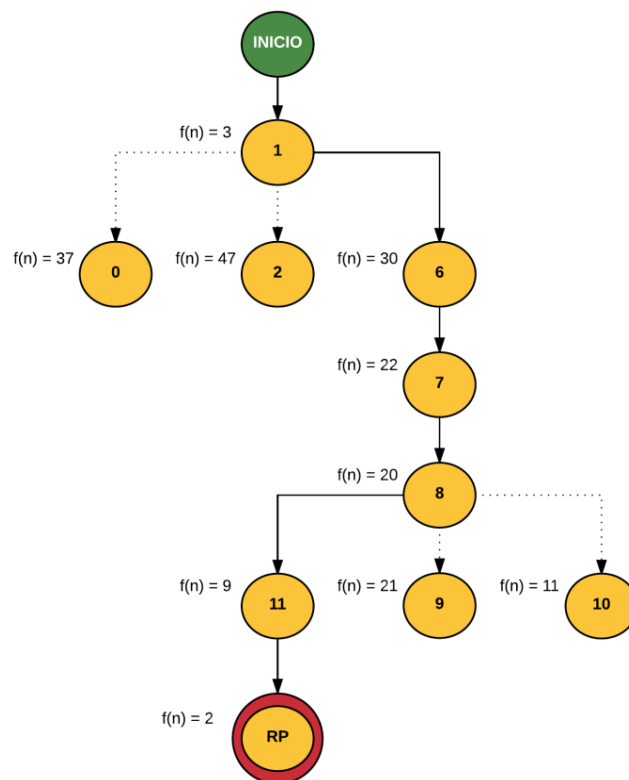 INICIO
f(n) = 3
1
f(n) = 37
0
f(n) = 47
2
f(n) = 30
6
f(n) = 22
7
f(n) = 20
8
f(n) = 9
11
f(n) = 21
9
f(n) = 11
10
f(n) = 2
RP